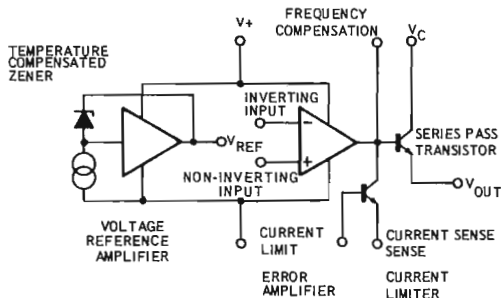 FREQUENCY
COMPENSATION
V+
VC
TEMPERATURE
COMPENSATED
ZENER
INVERTING
INPUT
−
+
VREF
NON-INVERTING
INPUT
SERIES PASS
TRANSISTOR
VOUT
VOLTAGE
REFERENCE
AMPLIFIER
CURRENT
LIMIT
CURRENT SENSE
SENSE
ERROR
AMPLIFIER
CURRENT
LIMITER